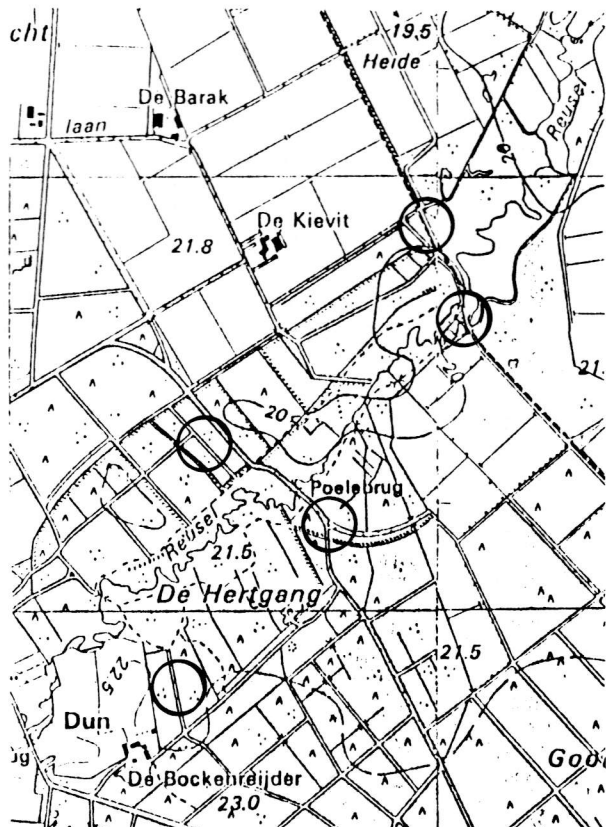 cht
19.5
Heide
Reusel
De Barak
laan
20
De Kievit
21.8
21
20
Poelebrug
Reusel
21.5
De Hertgang
22.5
21.5
Dun
De Bockenreijder
23.0